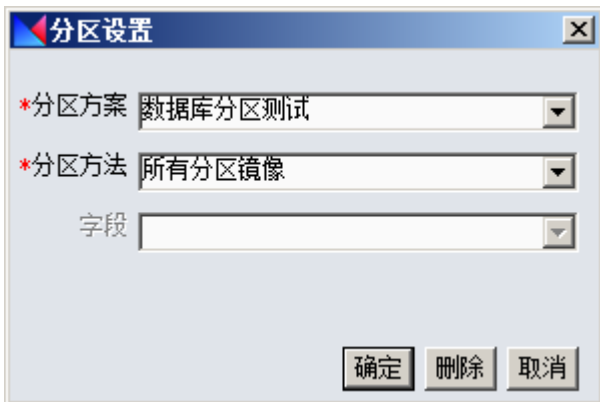 分区设置
*分区方案 数据库分区测试
*分区方法 所有分区镜像
字段
确定 删除 取消